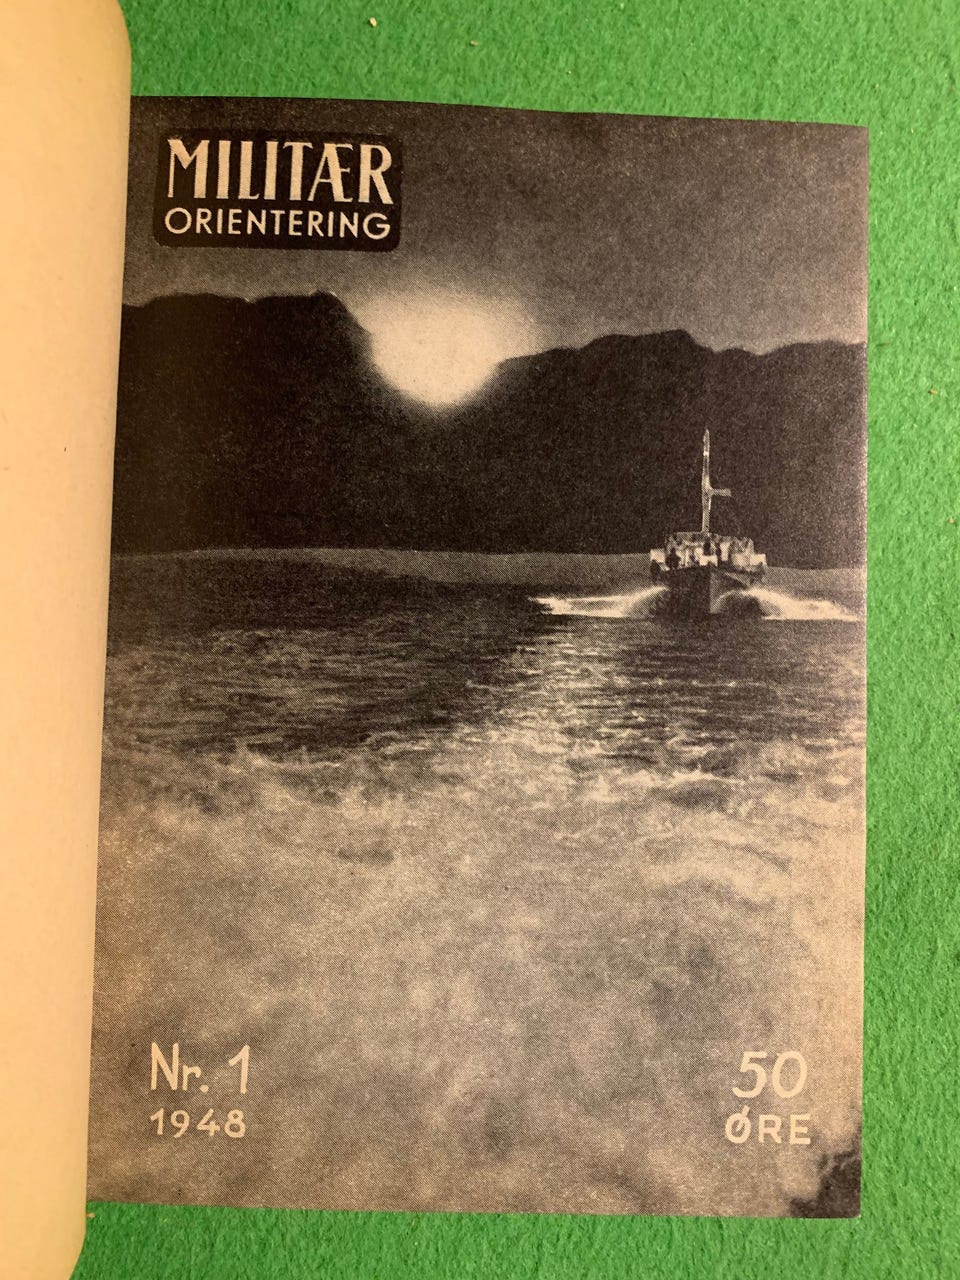 MILITÆR
ORIENTERING
Nr. 1
1948
50
ØRE